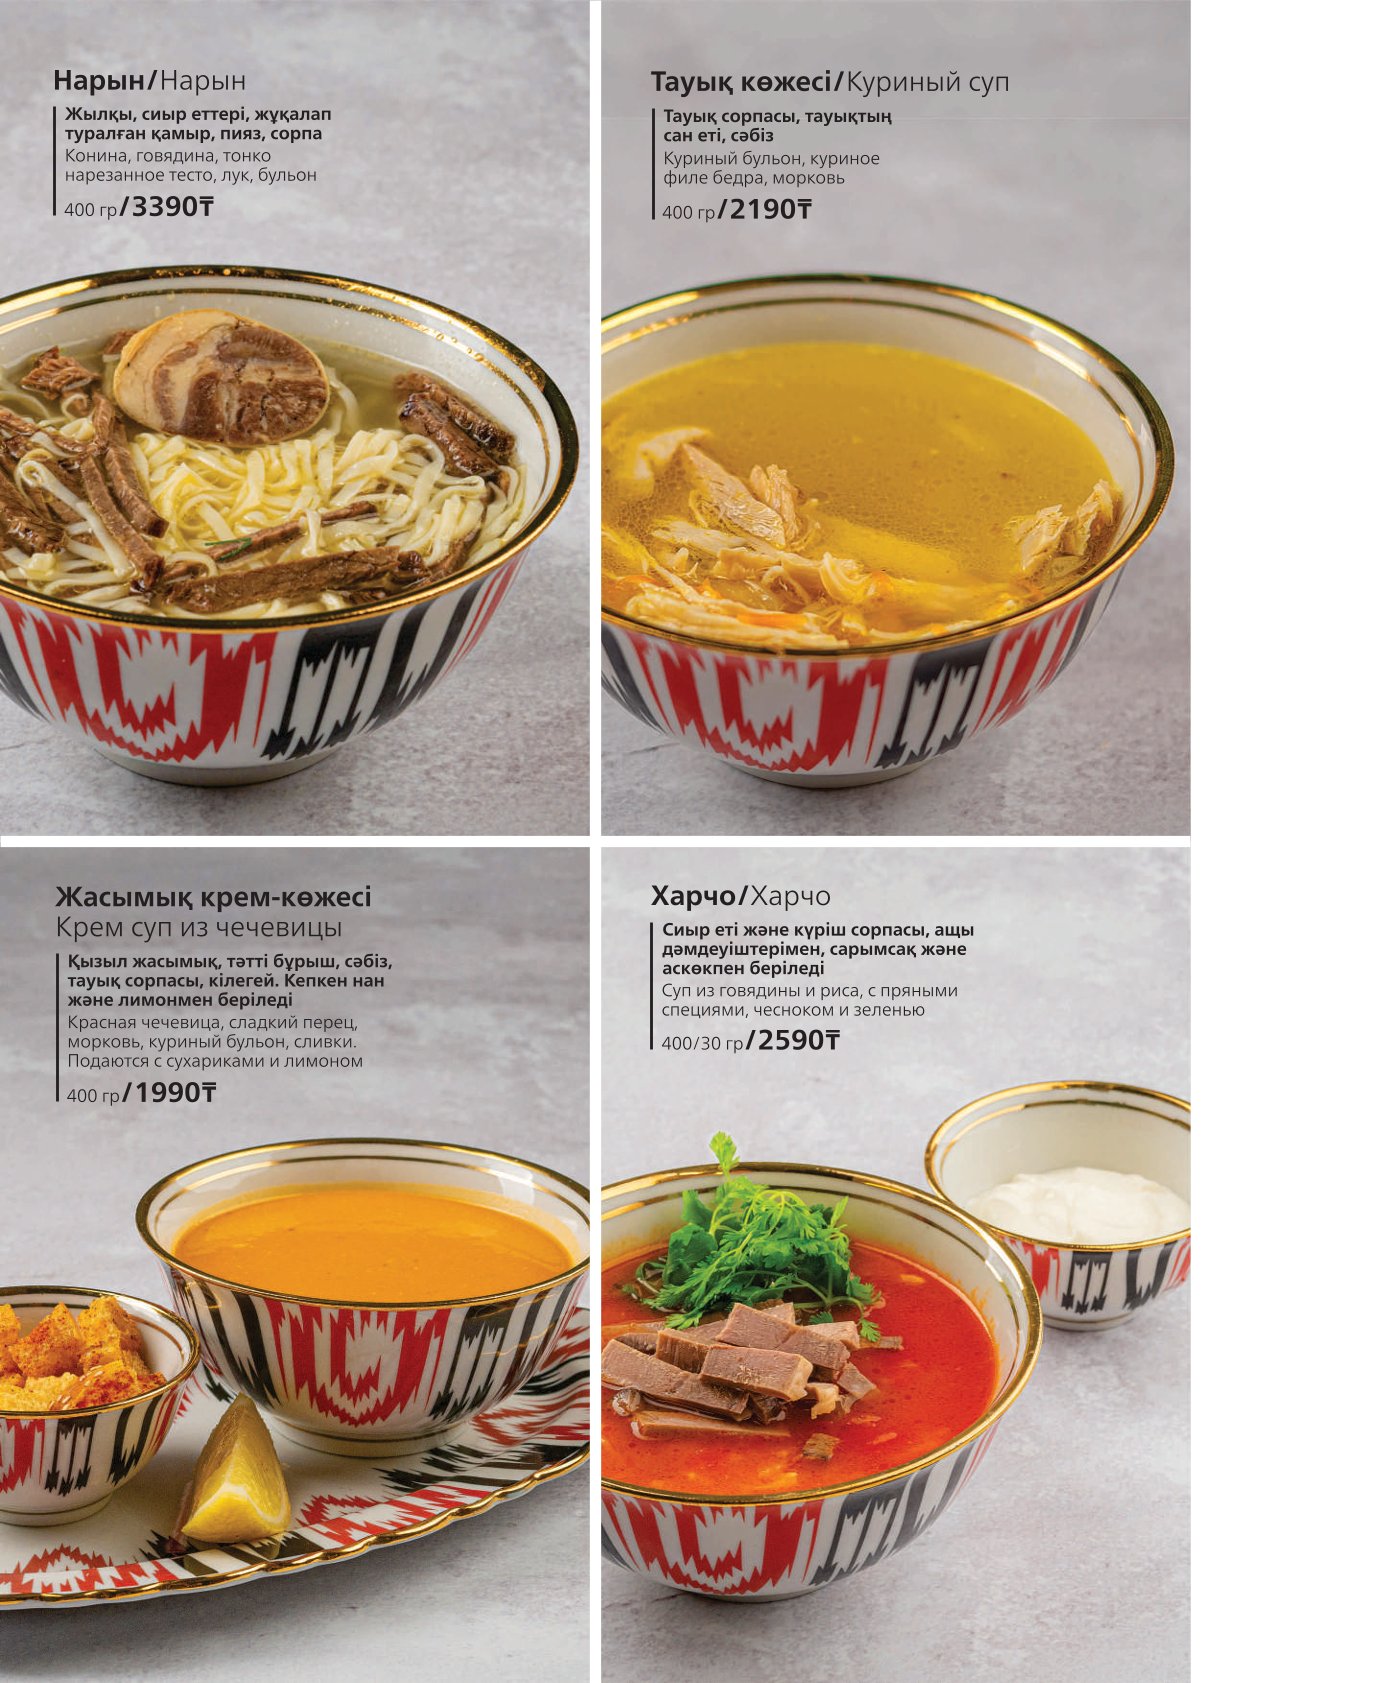 Нарын/Нарын
Жылқы, сиыр еттері, жұқалап
туралған қамыр, пияз, сорпа
Конина, говядина, тонко
нарезанное тесто, лук, бульон
400 гр/3390₸
Тауық көжесі/Куриный суп
Тауық сорпасы, тауықтың
сан еті, сәбіз
Куриный бульон, куриное
филе бедра, морковь
400 гр/2190₸
Жасымық крем-көжесі
Крем суп из чечевицы
Қызыл жасымық, тәтті бұрыш, сәбіз,
тауық сорпасы, кілегей. Кепкен нан
және лимонмен беріледі
Красная чечевица, сладкий перец,
морковь, куриный бульон, сливки.
Подаются с сухариками и лимоном
400 гр/1990₸
Харчо/Харчо
Сиыр еті және күріш сорпасы, ащы
дәмдеуіштерімен, сарымсақ және
аскөкпен беріледі
Суп из говядины и риса, с пряными
специями, чесноком и зеленью
400/30 гр/2590₸